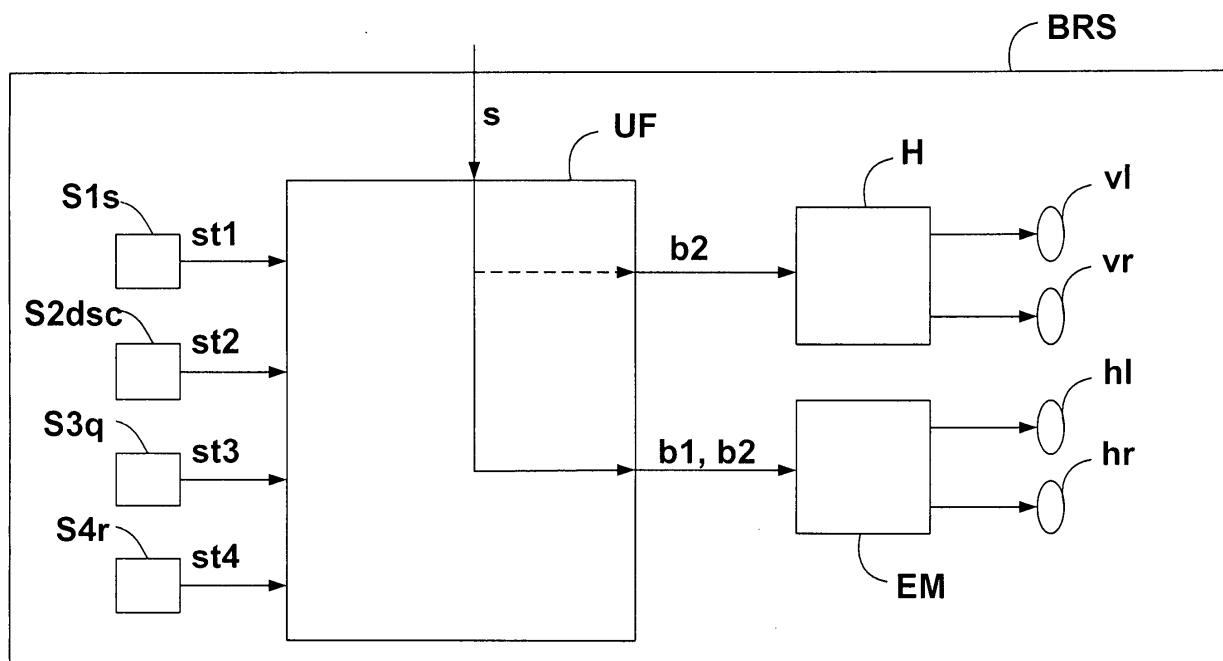 BRS
s
UF
H
vl
S1s
st1
b2
vr
S2dsc
st2
hl
S3q
st3
b1, b2
hr
S4r
st4
EM